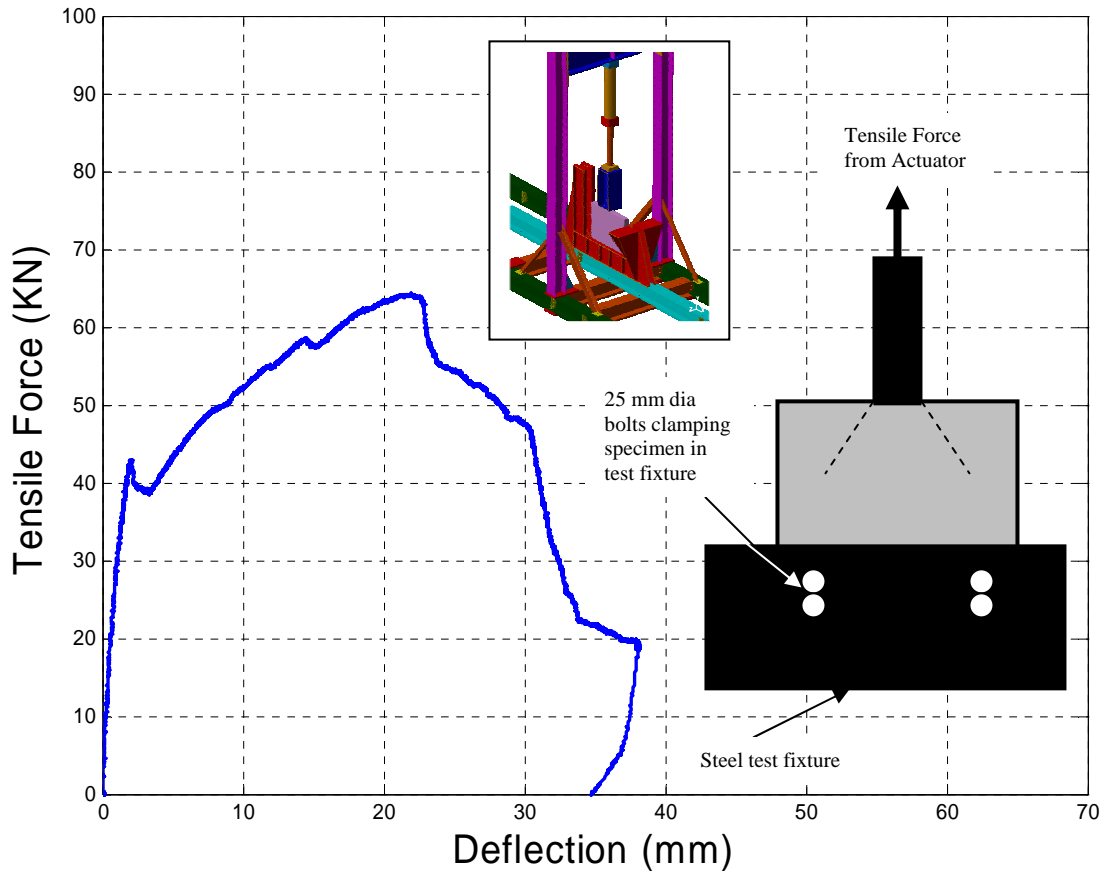 100
90
80
70
60
50
40
30
20
10
0
Tensile Force (KN)
0 10 20 30 40 50 60 70
Deflection (mm)
Tensile Force
from Actuator
25 mm dia
bolts clamping
specimen in
test fixture
Steel test fixture